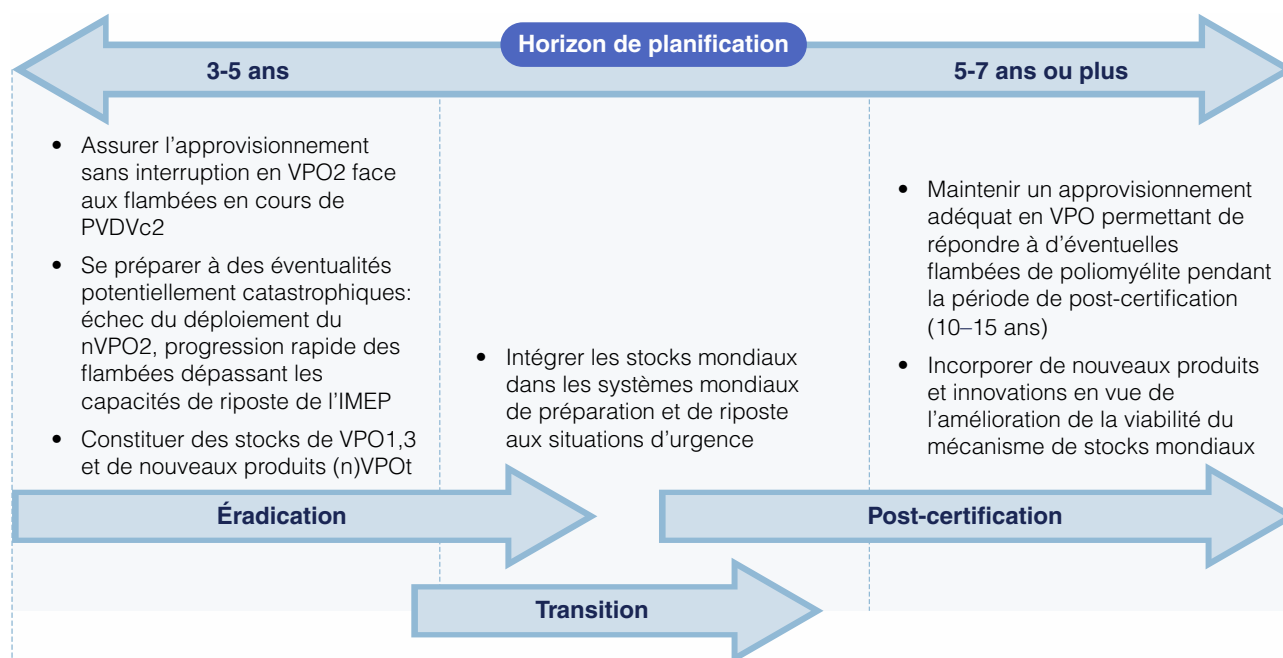 Horizon de planification
3-5 ans
5-7 ans ou plus
• Assurer l’approvisionnement
sans interruption en VPO2 face
aux flambées en cours de
PVDVc2
• Se préparer à des éventualités
potentiellement catastrophiques:
échec du déploiement du
nVPO2, progression rapide des
flambées dépassant les
capacités de riposte de l’IMEP
• Constituer des stocks de VPO1,3
et de nouveaux produits (n)VPOt
• Intégrer les stocks mondiaux
dans les systèmes mondiaux
de préparation et de riposte
aux situations d’urgence
• Maintenir un approvisionnement
adéquat en VPO permettant de
répondre à d’éventuelles
flambées de poliomyélite pendant
la période de post-certification
(10–15 ans)
• Incorporer de nouveaux produits
et innovations en vue de
l’amélioration de la viabilité du
mécanisme de stocks mondiaux
Éradication
Post-certification
Transition